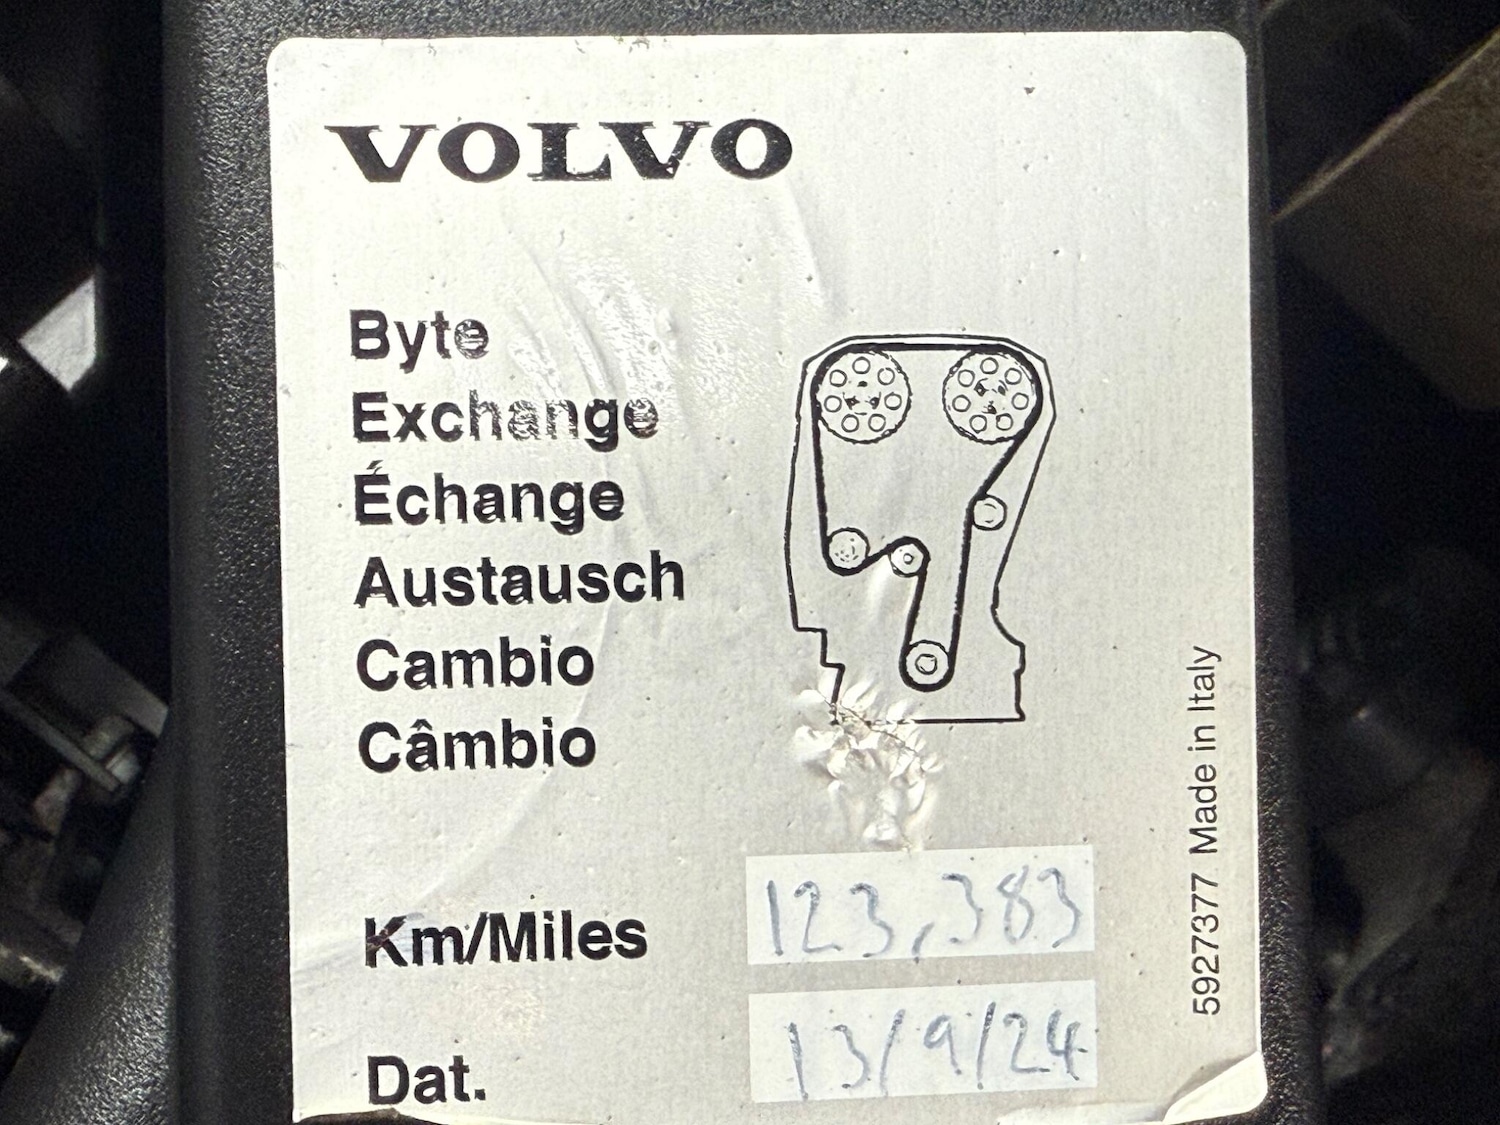 VOLVO
Byte
Exchange
Échange
Austausch
Cambio
Câmbio
Km/Miles 123,383
Dat. 13/9/24
5927377 Made in Italy